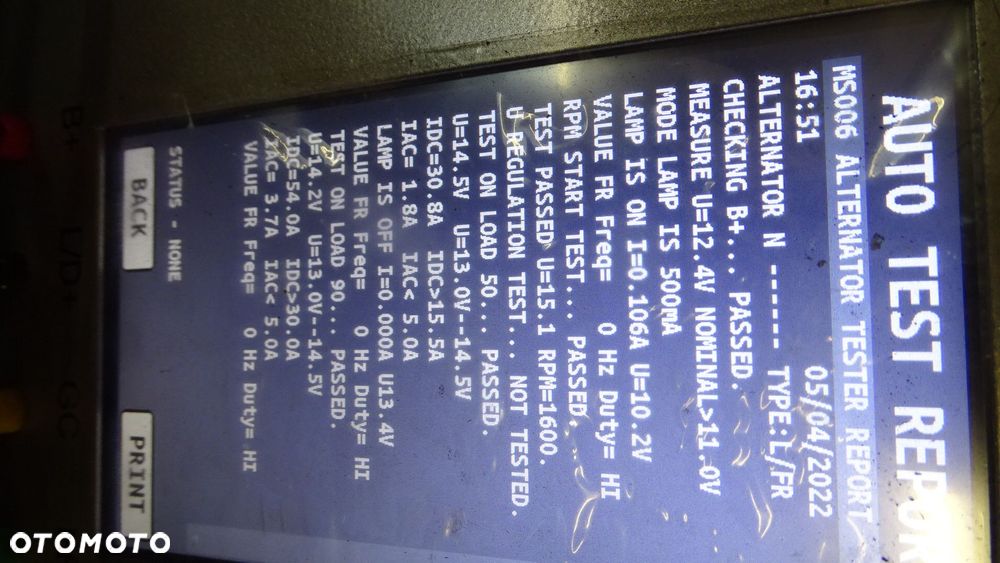 AUTO TEST REPOR
MS006 ALTERNATOR TESTER REPORT
16:51 05/04/2022
ALTERNATOR N ------ TYPE:L/FR
CHECKING B+... PASSED.
MEASURE U=12.4V NOMINAL>11.0V
MODE LAMP IS 500mA
LAMP IS ON I=0.106A U=10.2V
VALUE FR Freq= 0 Hz Duty= HI
RPM START TEST... PASSED.
TEST PASSED U=15.1 RPM=1600.
U REGULATION TEST... NOT TESTED.
TEST ON LOAD 50... PASSED.
U=14.5V U=13.0V--14.5V
IDC=30.8A IDC>15.5A
IAC= 1.8A IAC< 5.0A
LAMP IS OFF I=0.000A U13.4V
VALUE FR Freq= 0 Hz Duty= HI
TEST ON LOAD 90... PASSED.
U=14.2V U=13.0V--14.5V
IDC=54.0A IDC>30.0A
IAC= 3.7A IAC< 5.0A
VALUE FR Freq= 0 Hz Duty= HI
STATUS - NONE
BACK PRINT
B+ L/D+ GC
OTOMOTO